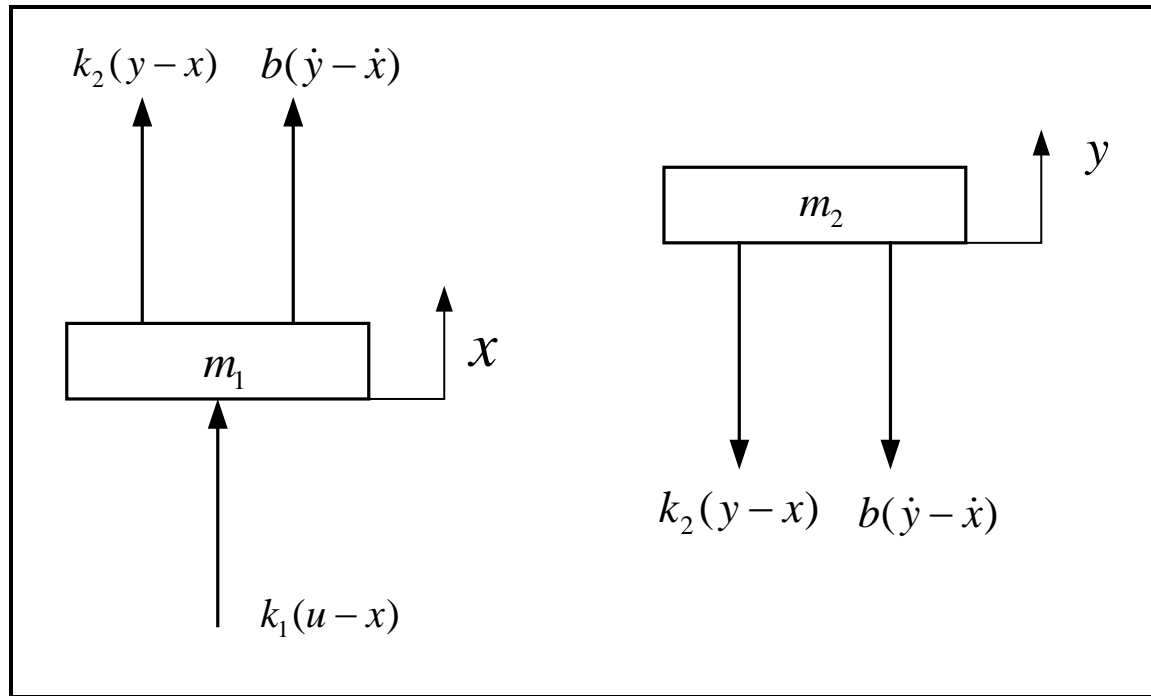 k₂(y − x) b(ẏ − ẋ)
y
m₂
x
m₁
k₂(y − x) b(ẏ − ẋ)
k₁(u − x)